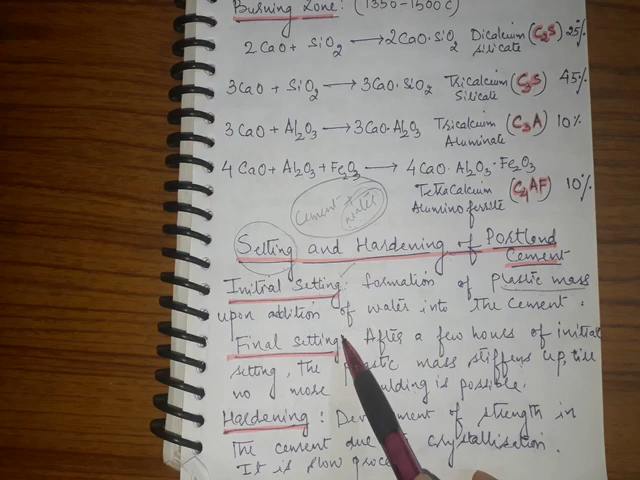 Burning Zone: (1350-1500°C)
2CaO + SiO2 → 2CaO·SiO2 Dicalcium silicate (C2S) 25%
3CaO + SiO2 → 3CaO·SiO2 Tricalcium Silicate (C3S) 45%
3CaO + Al2O3 → 3CaO·Al2O3 Tricalcium Aluminate (C3A) 10%
4CaO + Al2O3 + Fe2O3 → 4CaO·Al2O3·Fe2O3
Tetracalcium Alumino ferrite (C4AF) 10%
Cement + water
Setting and Hardening of Portland Cement
Initial Setting: formation of plastic mass
upon addition of water into the cement.
Final Setting: After a few hours of initial
setting, the plastic mass stiffens up, till
no more moulding is possible.
Hardening: Development of strength in
the cement due to crystallisation.
It is slow process